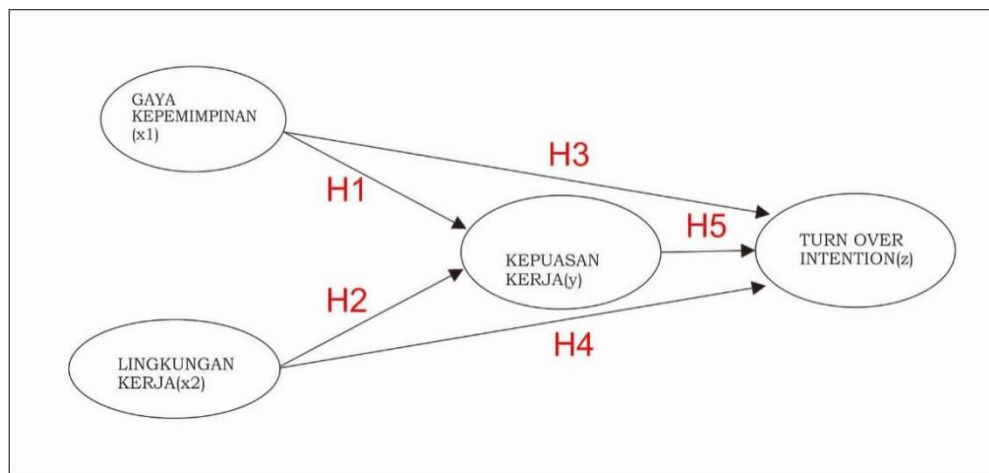 GAYA
KEPEMIMPINAN
(x1)
H3
H1
H5
TURN OVER
INTENTION(z)
KEPUASAN
KERJA(y)
H2
H4
LINGKUNGAN
KERJA(x2)